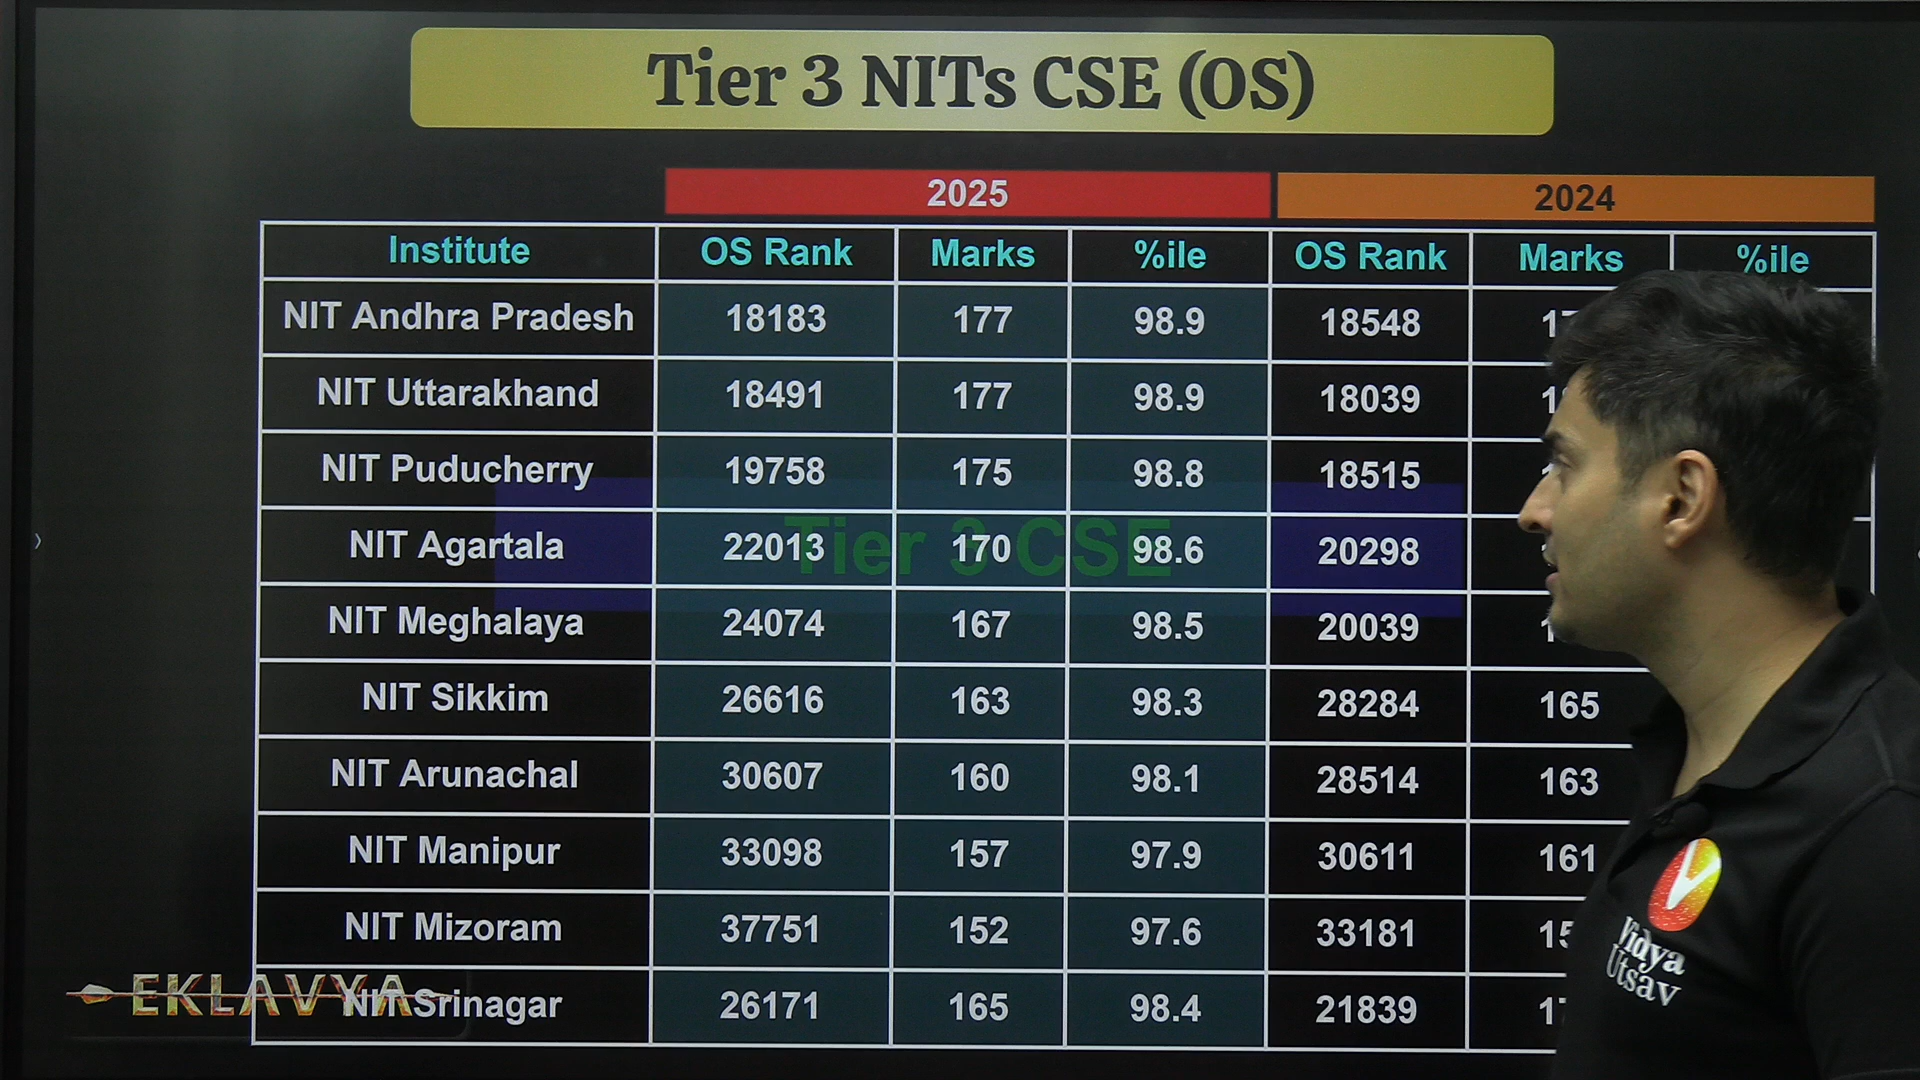 Tier 3 NITs CSE (OS)
2025 2024
Institute OS Rank Marks %ile OS Rank Marks %ile
NIT Andhra Pradesh 18183 177 98.9 18548
NIT Uttarakhand 18491 177 98.9 18039
NIT Puducherry 19758 175 98.8 18515
NIT Agartala 22013 170 98.6 20298
Tier 3 CSE
NIT Meghalaya 24074 167 98.5 20039
NIT Sikkim 26616 163 98.3 28284 165
NIT Arunachal 30607 160 98.1 28514 163
NIT Manipur 33098 157 97.9 30611 161
NIT Mizoram 37751 152 97.6 33181
NIT Srinagar 26171 165 98.4 21839
EKLAVYA
Vidya
Utsav